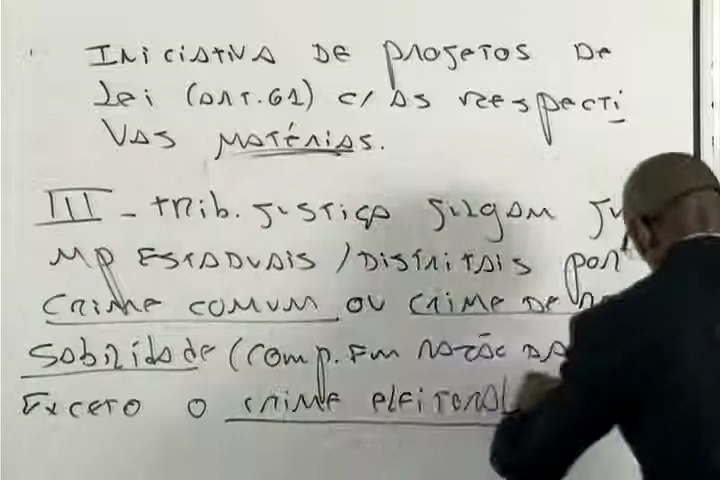 Iniciativa de projetos de
Lei (art. 61) c/ as respecti
vas matérias.
III - trib. justiça julgam
MP estaduais / distritais por
crime comum ou crime de
sabilidade (comp. em razão da
exceto o crime eleitoral